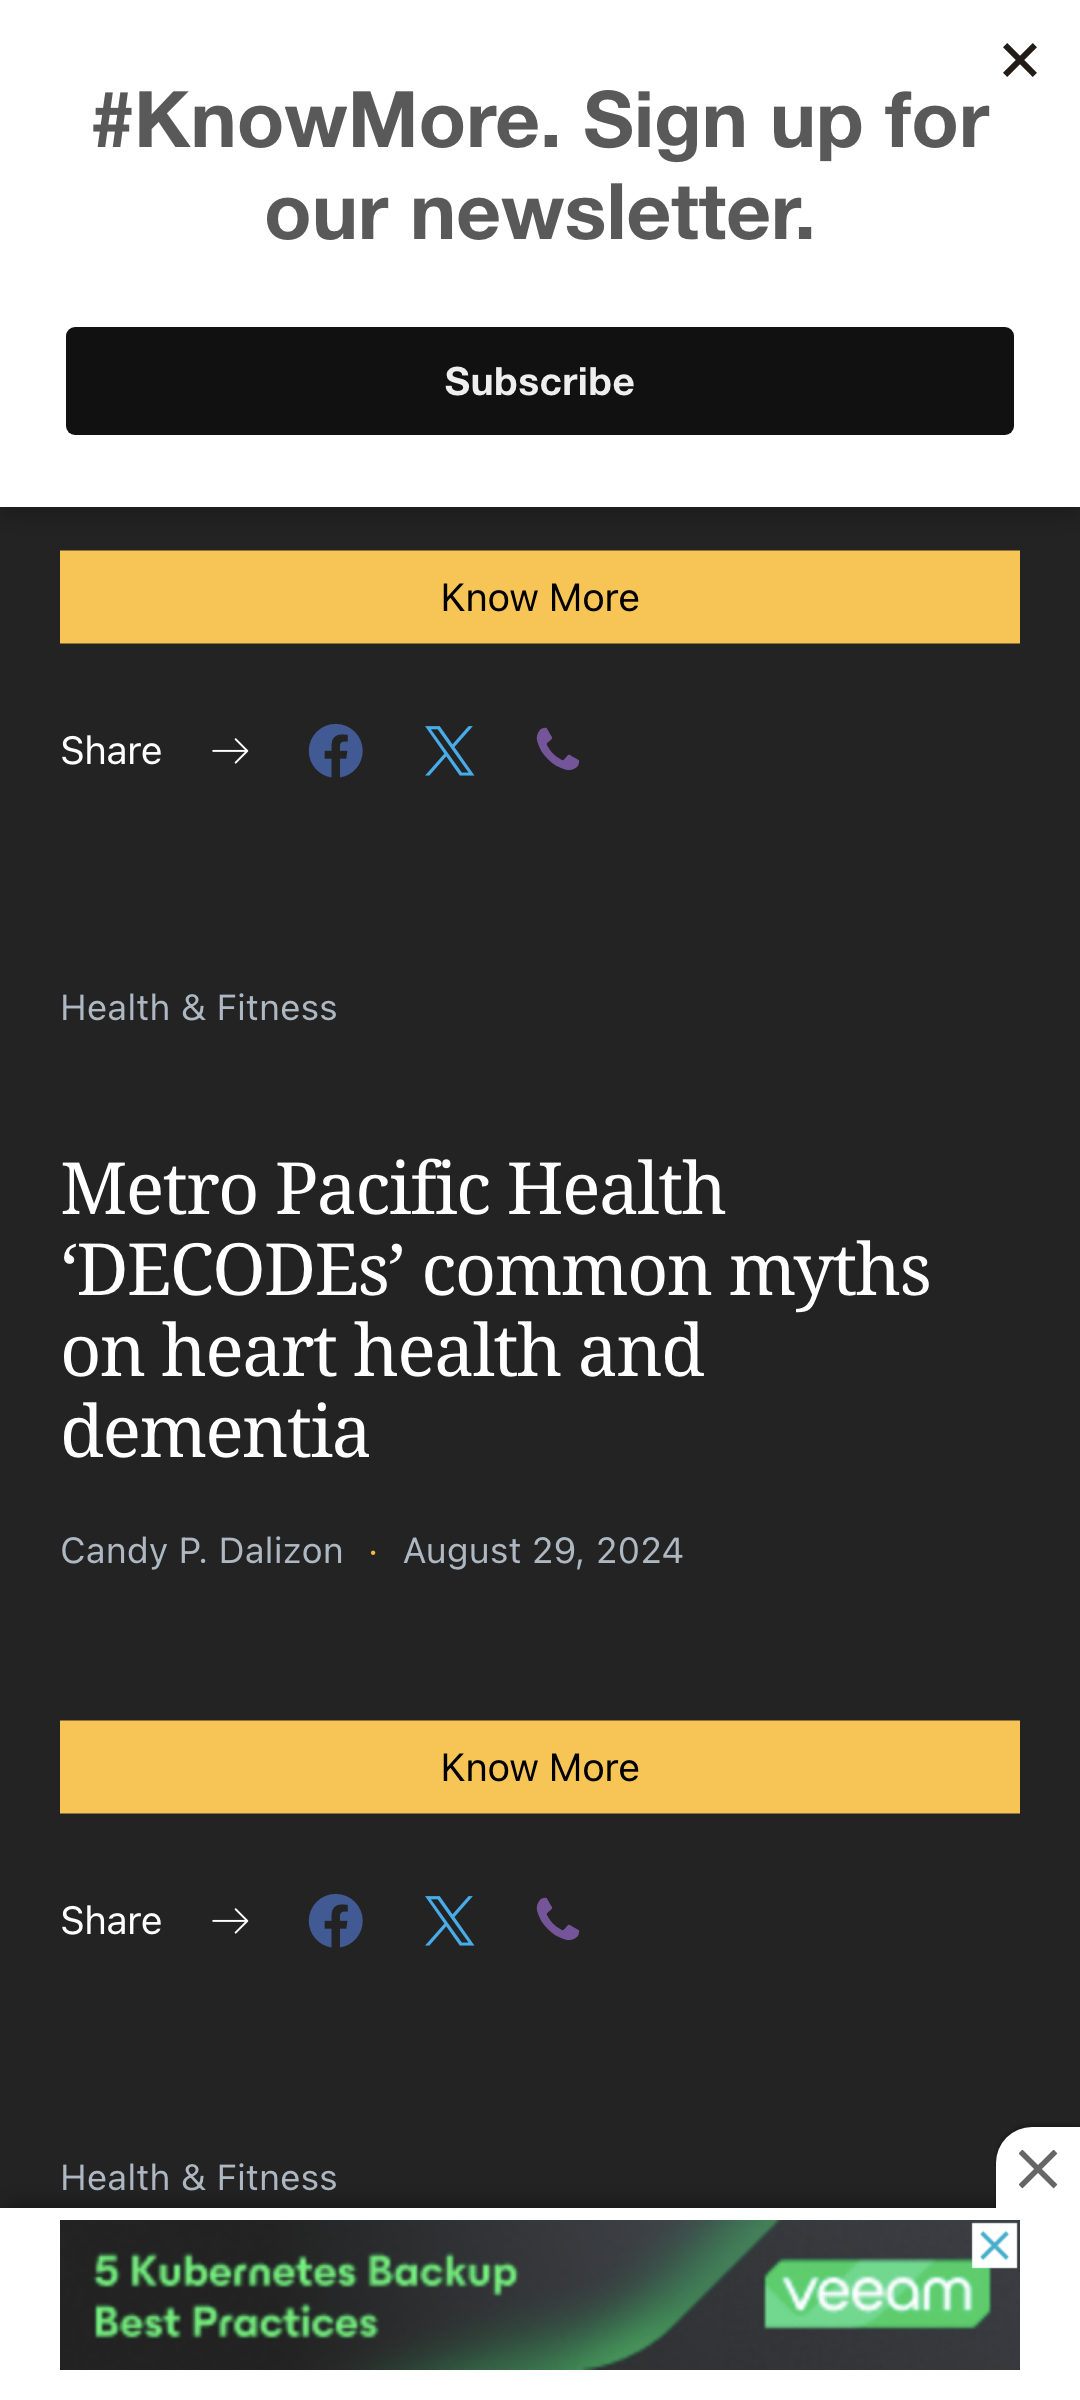 #KnowMore. Sign up for
our newsletter.
Subscribe
Know More
Share
Health & Fitness
Metro Pacific Health
‘DECODEs’ common myths
on heart health and
dementia
Candy P. Dalizon · August 29, 2024
Know More
Share
Health & Fitness
5 Kubernetes Backup
Best Practices
veeam